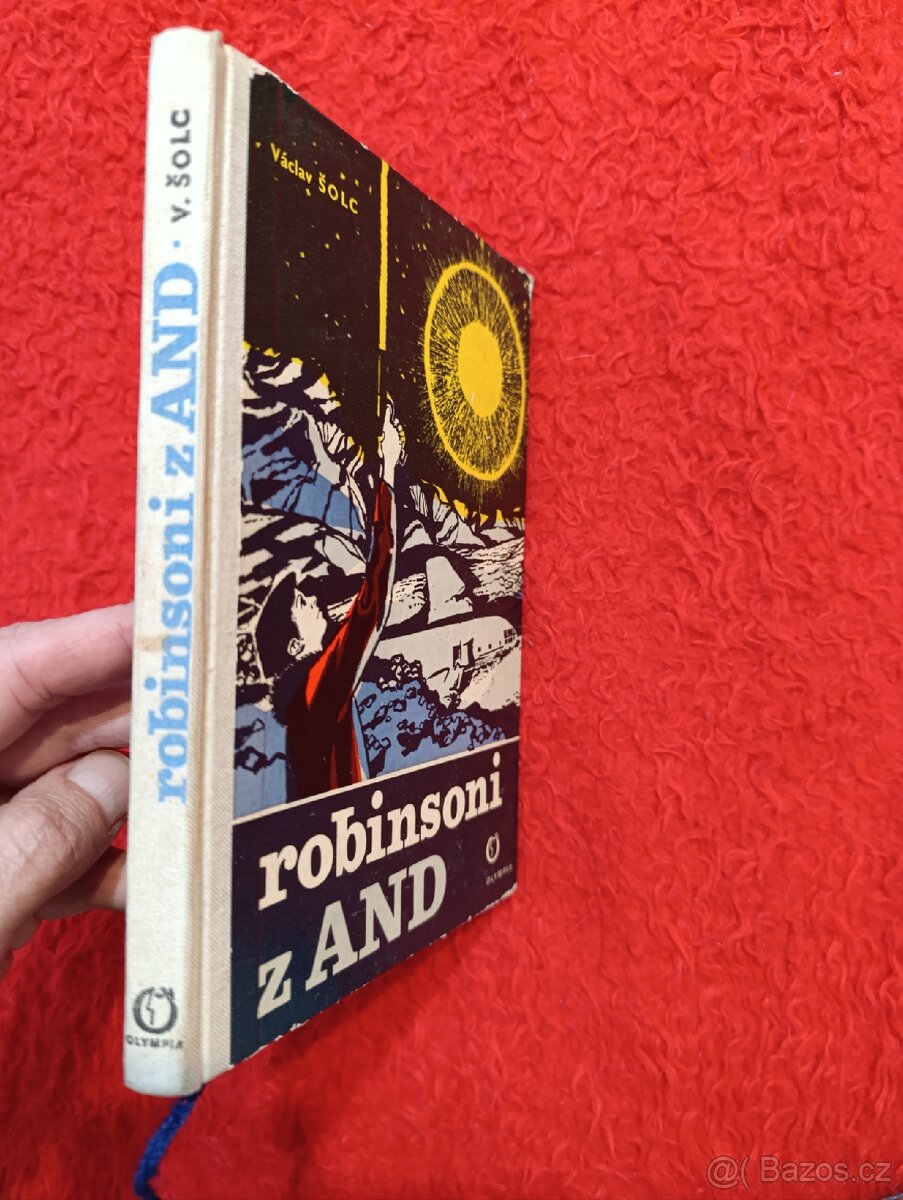 robinsoni z AND · V. ŠOLC
OLYMPIA
Václav ŠOLC
robinsoni
z AND
OLYMPIA
@( Bazos.cz